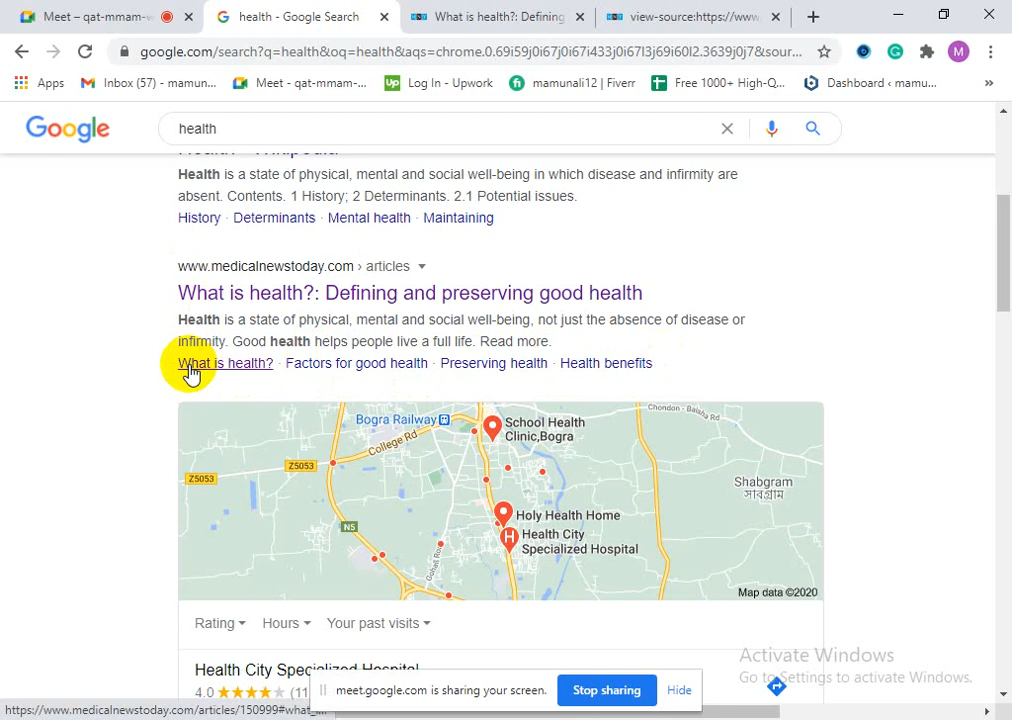 Meet – qat-mmam-v
health - Google Search
What is health?: Defining
view-source:https://www
google.com/search?q=health&oq=health&aqs=chrome.0.69i59j0i67j0i67i433j0i67l3j69i60l2.3639j0j7&sour...
M
Apps
Inbox (57) - mamun...
Meet - qat-mmam-...
Up
Log In - Upwork
fi
mamunali12 | Fiverr
Free 1000+ High-Q...
Dashboard ‹ mamu...
»
Google
health
Health - Wikipedia
Health is a state of physical, mental and social well-being in which disease and infirmity are
absent. Contents. 1 History; 2 Determinants. 2.1 Potential issues.
History · Determinants · Mental health · Maintaining
www.medicalnewstoday.com › articles
What is health?: Defining and preserving good health
Health is a state of physical, mental and social well-being, not just the absence of disease or
infirmity. Good health helps people live a full life. Read more.
What is health? · Factors for good health · Preserving health · Health benefits
Bogra Railway
School Health
Clinic,Bogra
Chondon - Baisha Rd
College Rd
Z5053
Z5053
Shabgram
সাবগ্রাম
Holy Health Home
N5
H
Health City
Specialized Hospital
Gohail Road
Map data ©2020
Rating
Hours
Your past visits
Activate Windows
Go to Settings to activate Windows.
Health City Specialized Hospital
4.0
(11
meet.google.com is sharing your screen.
Stop sharing
Hide
https://www.medicalnewstoday.com/articles/150999#what_i...